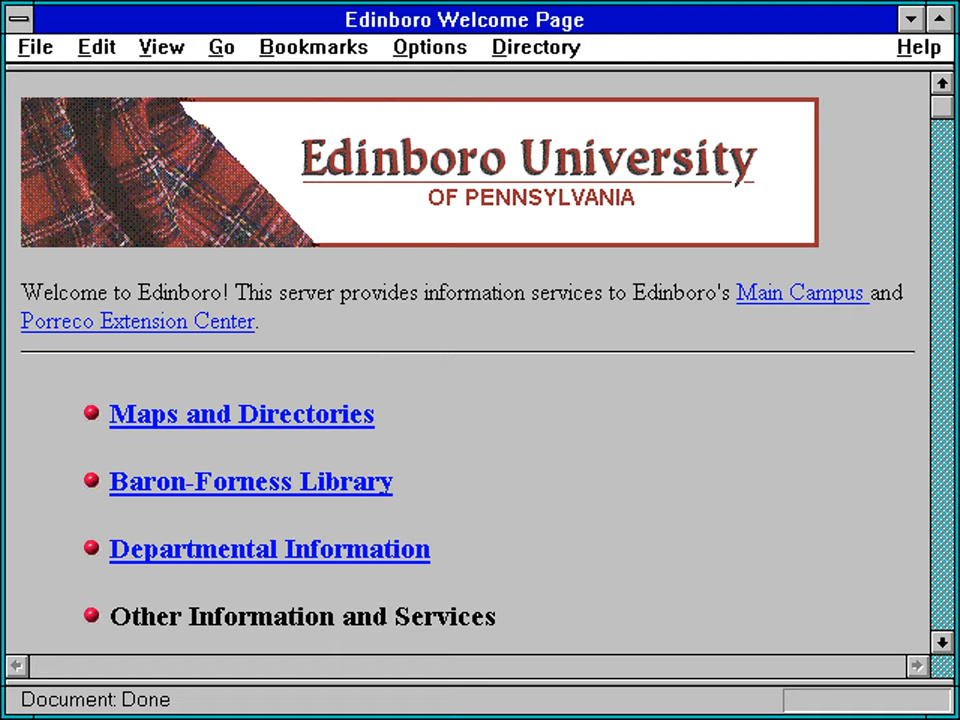 Edinboro Welcome Page
File Edit View Go Bookmarks Options Directory Help
Edinboro University
OF PENNSYLVANIA
Welcome to Edinboro! This server provides information services to Edinboro's Main Campus and
Porreco Extension Center.
Maps and Directories
Baron-Forness Library
Departmental Information
Other Information and Services
Document: Done